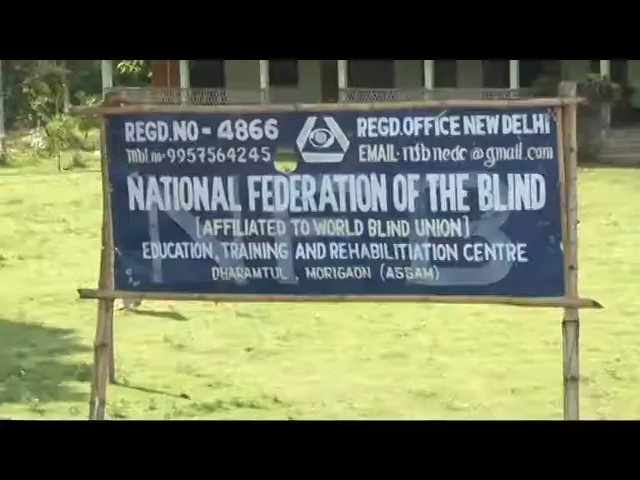 REGD.NO - 4866
REGD.OFFICE NEW DELHI
Mbl no- 9957564245
EMAIL- nfbnedc@gmail.com
NATIONAL FEDERATION OF THE BLIND
[AFFILIATED TO WORLD BLIND UNION]
EDUCATION, TRAINING AND REHABILITIATION CENTRE
DHARAMTUL, MORIGAON (ASSAM)
NFB